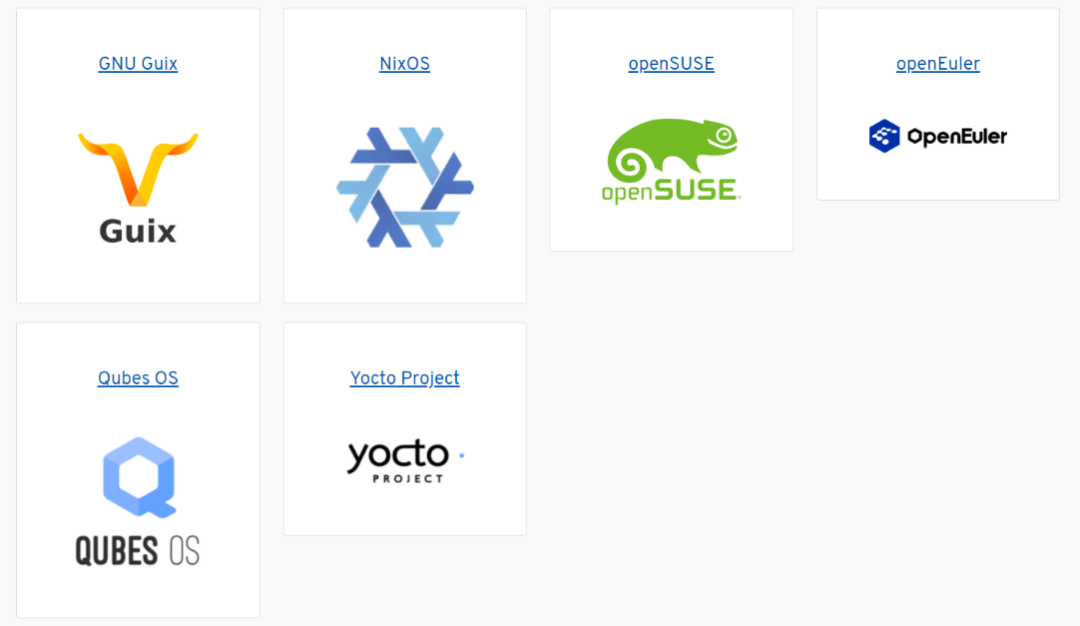 GNU Guix
Guix
NixOS
openSUSE
openSUSE
openEuler
OpenEuler
Qubes OS
QUBES OS
Yocto Project
yocto
PROJECT